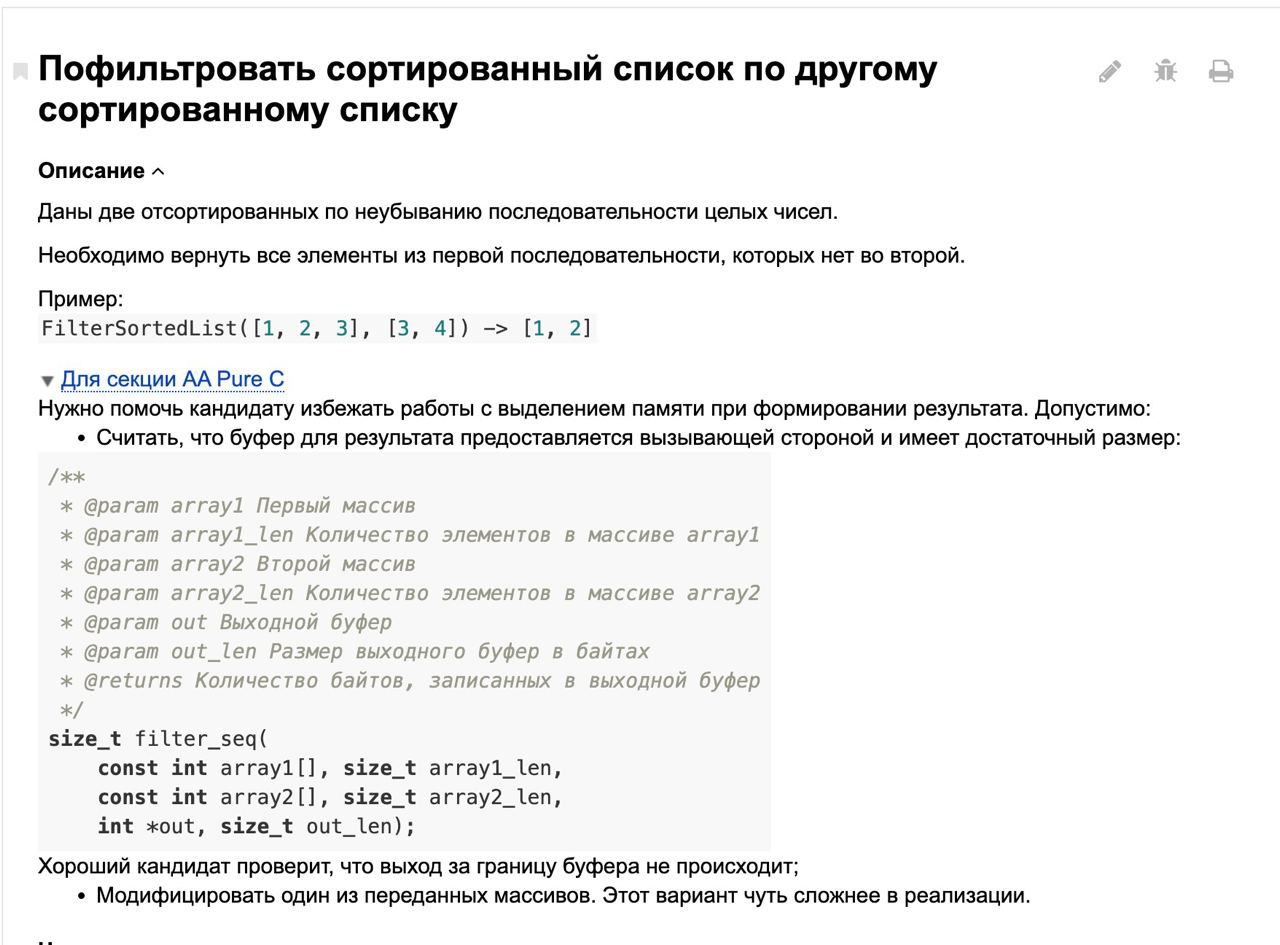 Пофильтровать сортированный список по другому
сортированному списку
Описание
Даны две отсортированных по неубыванию последовательности целых чисел.
Необходимо вернуть все элементы из первой последовательности, которых нет во второй.
Пример:
FilterSortedList([1, 2, 3], [3, 4]) -> [1, 2]
Для секции AA Pure C
Нужно помочь кандидату избежать работы с выделением памяти при формировании результата. Допустимо:
• Считать, что буфер для результата предоставляется вызывающей стороной и имеет достаточный размер:
/**
* @param array1 Первый массив
* @param array1_len Количество элементов в массиве array1
* @param array2 Второй массив
* @param array2_len Количество элементов в массиве array2
* @param out Выходной буфер
* @param out_len Размер выходного буфер в байтах
* @returns Количество байтов, записанных в выходной буфер
*/
size_t filter_seq(
const int array1[], size_t array1_len,
const int array2[], size_t array2_len,
int *out, size_t out_len);
Хороший кандидат проверит, что выход за границу буфера не происходит;
• Модифицировать один из переданных массивов. Этот вариант чуть сложнее в реализации.